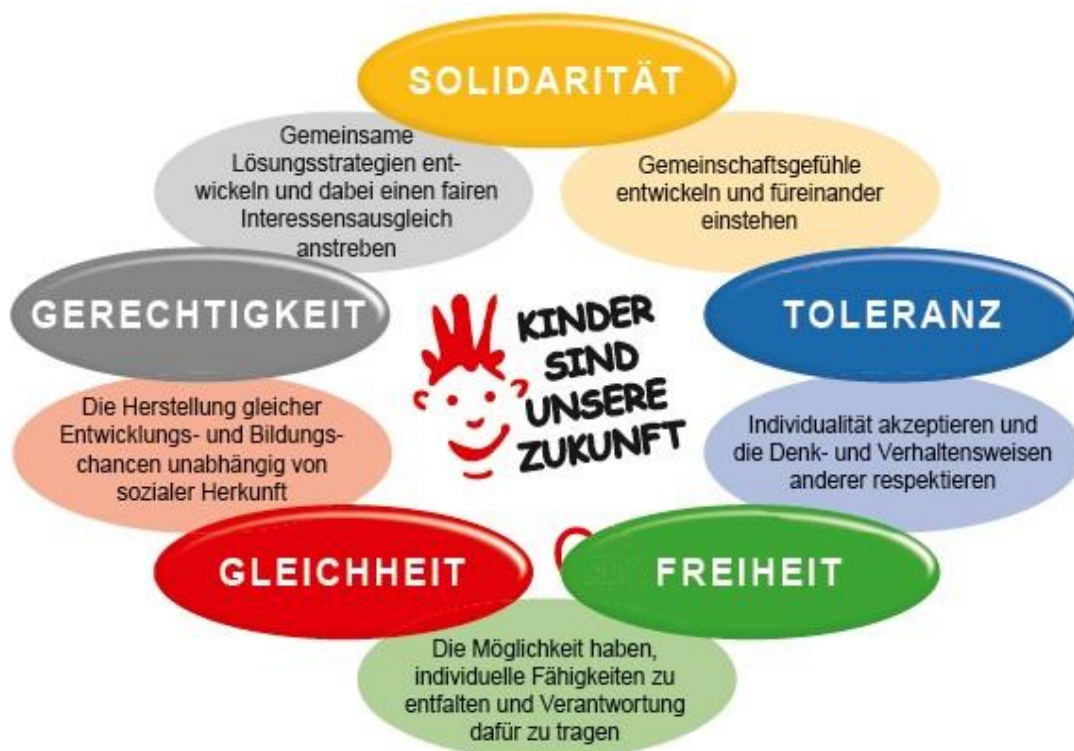 SOLIDARITÄT
Gemeinsame
Lösungsstrategien ent-
wickeln und dabei einen fairen
Interessensausgleich
anstreben
Gemeinschaftsgefühle
entwickeln und füreinander
einstehen
GERECHTIGKEIT
KINDER
SIND
UNSERE
ZUKUNFT
TOLERANZ
Die Herstellung gleicher
Entwicklungs- und Bildungs-
chancen unabhängig von
sozialer Herkunft
Individualität akzeptieren und
die Denk- und Verhaltensweisen
anderer respektieren
GLEICHHEIT
FREIHEIT
Die Möglichkeit haben,
individuelle Fähigkeiten zu
entfalten und Verantwortung
dafür zu tragen